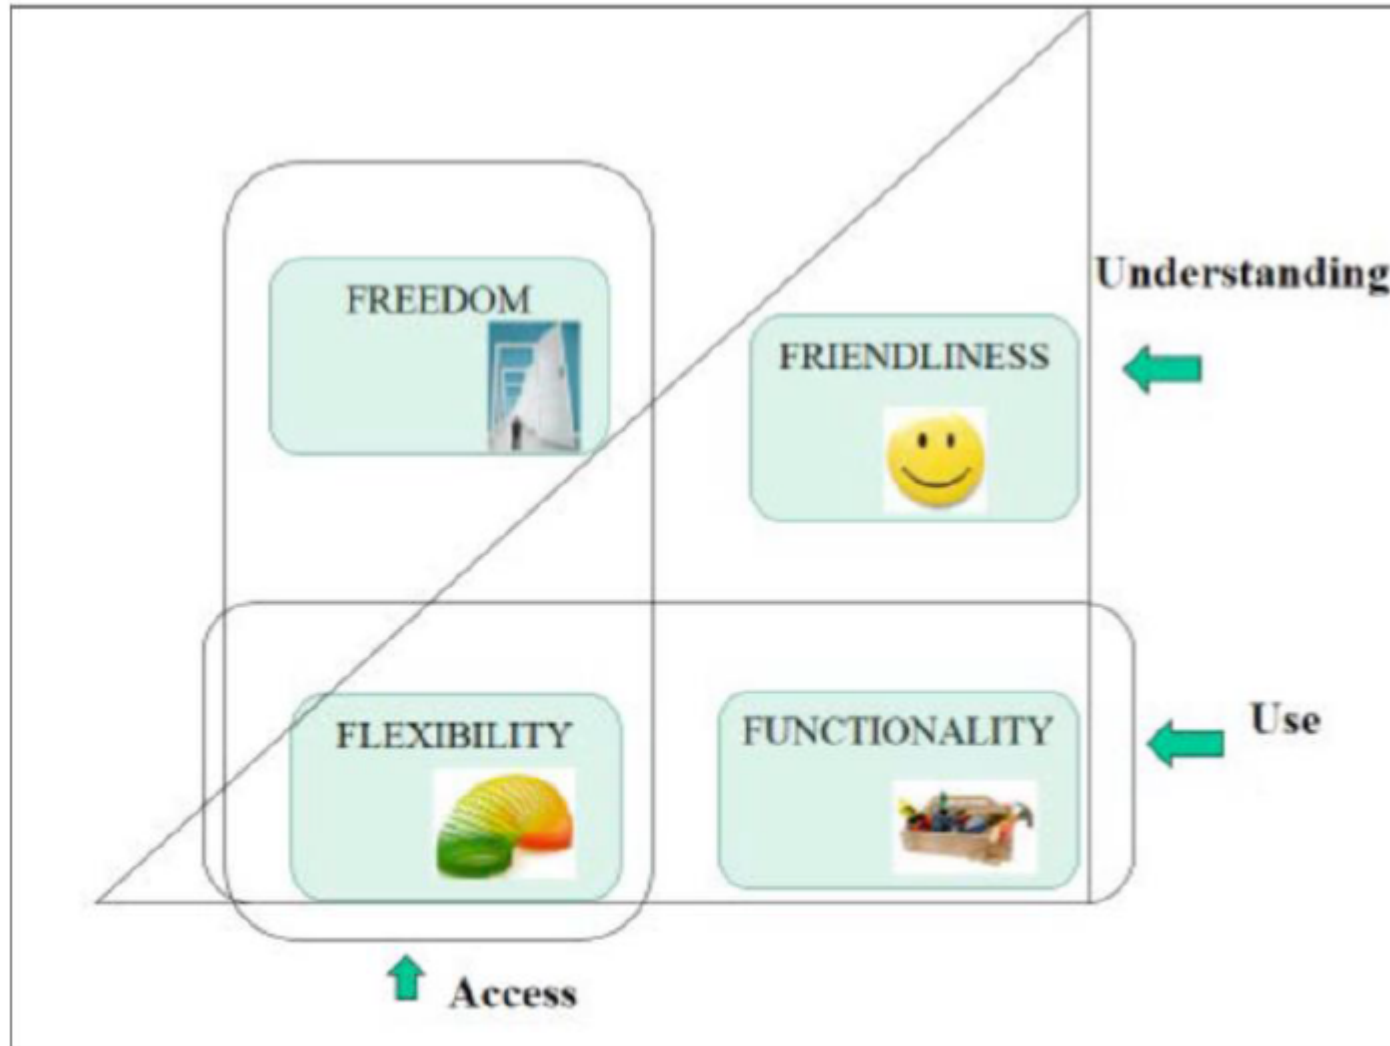 Understanding
FREEDOM
FRIENDLINESS
Use
FLEXIBILITY
FUNCTIONALITY
Access